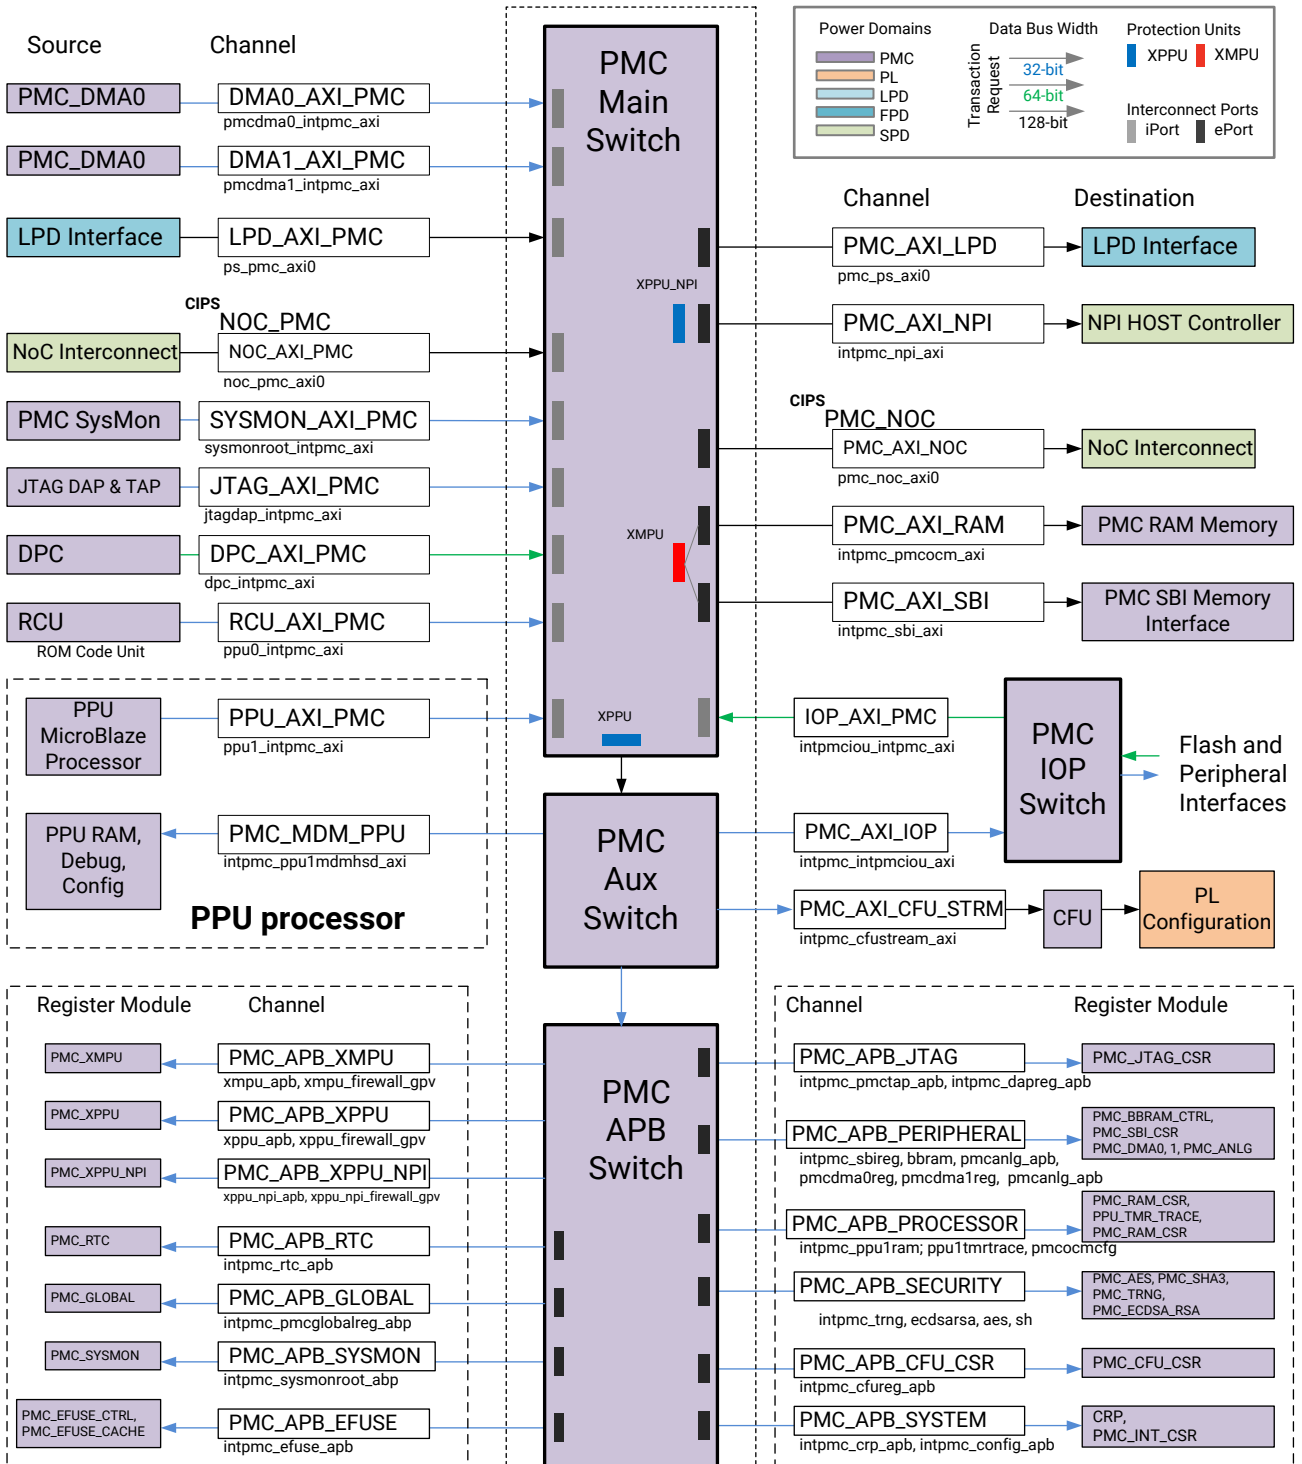 Source
Channel
PMC_DMA0
DMA0_AXI_PMC
pmcdma0_intpmc_axi
PMC_DMA0
DMA1_AXI_PMC
pmcdma1_intpmc_axi
LPD Interface
LPD_AXI_PMC
ps_pmc_axi0
CIPS
NOC_PMC
NoC Interconnect
NOC_AXI_PMC
noc_pmc_axi0
PMC SysMon
SYSMON_AXI_PMC
sysmonroot_intpmc_axi
JTAG DAP & TAP
JTAG_AXI_PMC
jtagdap_intpmc_axi
DPC
DPC_AXI_PMC
dpc_intpmc_axi
RCU
ROM Code Unit
RCU_AXI_PMC
ppu0_intpmc_axi
PPU
MicroBlaze
Processor
PPU_AXI_PMC
ppu1_intpmc_axi
PPU RAM,
Debug,
Config
PMC_MDM_PPU
intpmc_ppu1mdmhsd_axi
PPU processor
PMC
Main
Switch
XPPU_NPI
XMPU
XPPU
PMC
Aux
Switch
PMC
APB
Switch
Power Domains
PMC
PL
LPD
FPD
SPD
Data Bus Width
Transaction
Request
32-bit
64-bit
128-bit
Protection Units
XPPU
XMPU
Interconnect Ports
iPort
ePort
Channel
Destination
PMC_AXI_LPD
pmc_ps_axi0
LPD Interface
PMC_AXI_NPI
intpmc_npi_axi
NPI HOST Controller
CIPS
PMC_NOC
PMC_AXI_NOC
pmc_noc_axi0
NoC Interconnect
PMC_AXI_RAM
intpmc_pmcocm_axi
PMC RAM Memory
PMC_AXI_SBI
intpmc_sbi_axi
PMC SBI Memory
Interface
IOP_AXI_PMC
intpmciou_intpmc_axi
PMC
IOP
Switch
Flash and
Peripheral
Interfaces
PMC_AXI_IOP
intpmc_intpmciou_axi
PMC_AXI_CFU_STRM
intpmc_cfustream_axi
CFU
PL
Configuration
Register Module
Channel
PMC_XMPU
PMC_APB_XMPU
xmpu_apb, xmpu_firewall_gpv
PMC_XPPU
PMC_APB_XPPU
xppu_apb, xppu_firewall_gpv
PMC_XPPU_NPI
PMC_APB_XPPU_NPI
xppu_npi_apb, xppu_npi_firewall_gpv
PMC_RTC
PMC_APB_RTC
intpmc_rtc_apb
PMC_GLOBAL
PMC_APB_GLOBAL
intpmc_pmcglobalreg_abp
PMC_SYSMON
PMC_APB_SYSMON
intpmc_sysmonroot_abp
PMC_EFUSE_CTRL,
PMC_EFUSE_CACHE
PMC_APB_EFUSE
intpmc_efuse_apb
Channel
Register Module
PMC_APB_JTAG
intpmc_pmctap_apb, intpmc_dapreg_apb
PMC_JTAG_CSR
PMC_APB_PERIPHERAL
intpmc_sbireg, bbram, pmcanlg_apb,
pmcdma0reg, pmcdma1reg, pmcanlg_apb
PMC_BBRAM_CTRL,
PMC_SBI_CSR
PMC_DMA0, 1, PMC_ANLG
PMC_APB_PROCESSOR
intpmc_ppu1ram; ppu1tmrtrace, pmcocmcfg
PMC_RAM_CSR,
PPU_TMR_TRACE,
PMC_RAM_CSR
PMC_APB_SECURITY
intpmc_trng, ecdsarsa, aes, sh
PMC_AES, PMC_SHA3,
PMC_TRNG,
PMC_ECDSA_RSA
PMC_APB_CFU_CSR
intpmc_cfureg_apb
PMC_CFU_CSR
PMC_APB_SYSTEM
intpmc_crp_apb, intpmc_config_apb
CRP,
PMC_INT_CSR